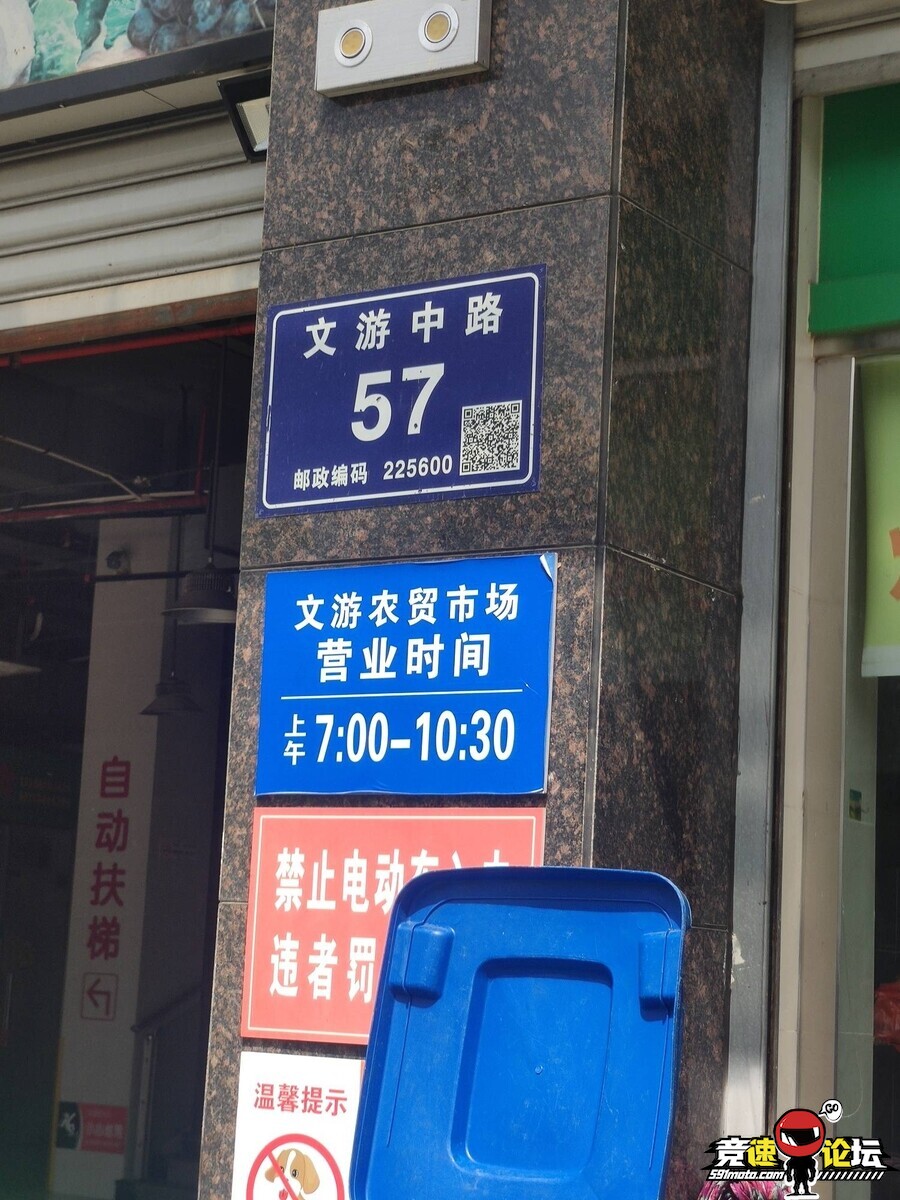 文游中路
57
邮政编码 225600
文游农贸市场
营业时间
上午 7:00-10:30
禁止电动车
违者罚
温馨提示
自动扶梯
GO
竞速论坛
591moto.com